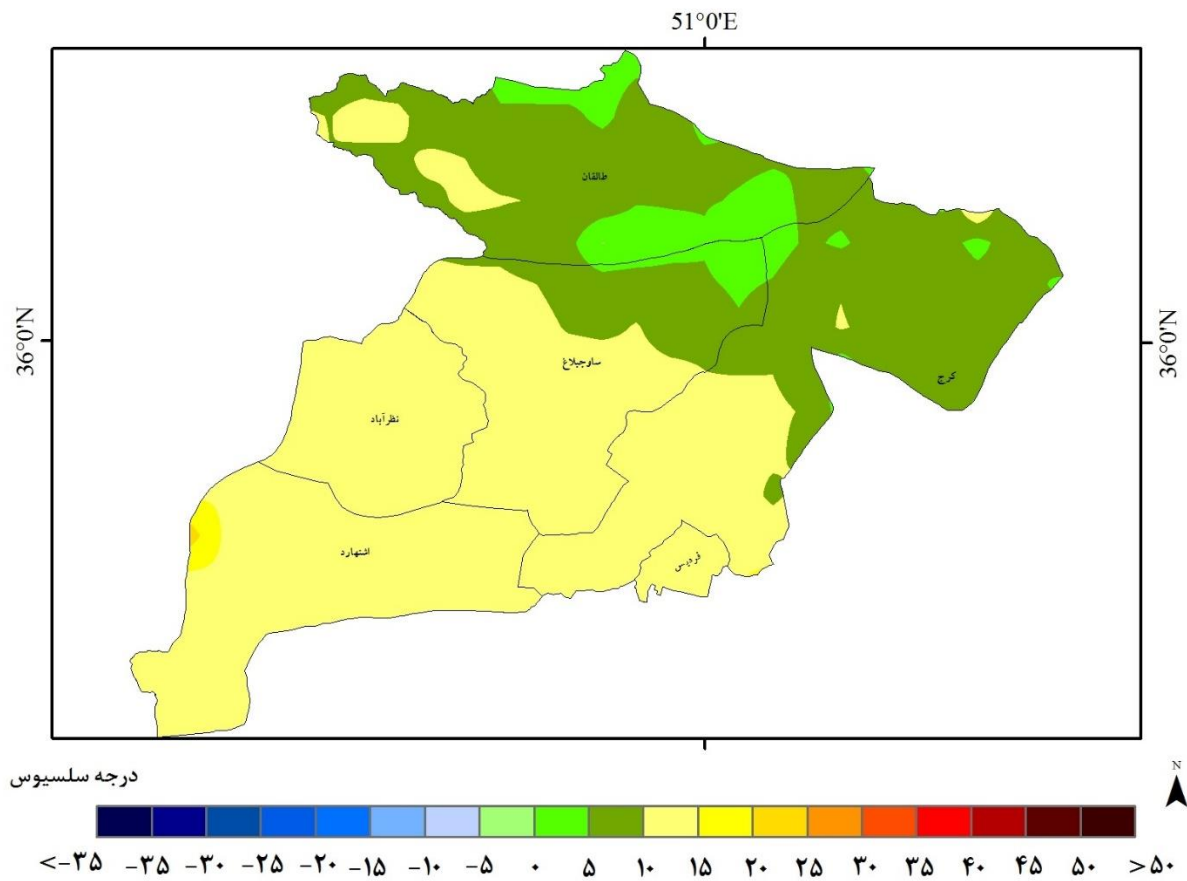 51°0'E
طالقان
36°0'N
36°0'N
ساوجبلاغ
کرج
نظرآباد
اشتهارد
فردیس
درجه سلسیوس
N
<-۳۵ -۳۵ -۳۰ -۲۵ -۲۰ -۱۵ -۱۰ -۵ ۰ ۵ ۱۰ ۱۵ ۲۰ ۲۵ ۳۰ ۳۵ ۴۰ ۴۵ ۵۰ >۵۰